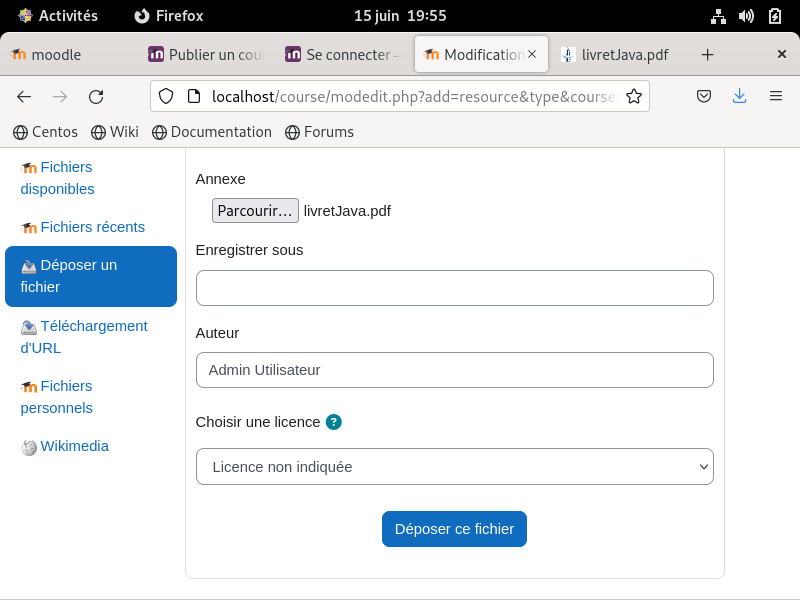 Activités Firefox 15 juin 19:55
moodle Publier un cou Se connecter – Modification livretJava.pdf
localhost/course/modedit.php?add=resource&type&course
Centos Wiki Documentation Forums
Fichiers
disponibles
Fichiers récents
Déposer un
fichier
Téléchargement
d'URL
Fichiers
personnels
Wikimedia
Annexe
Parcourir… livretJava.pdf
Enregistrer sous
Auteur
Admin Utilisateur
Choisir une licence ?
Licence non indiquée
Déposer ce fichier